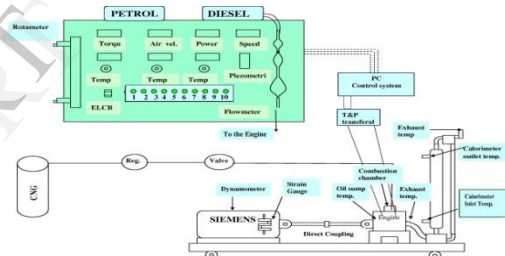 PETROL DIESEL
Rotameter
Torqu Air vel. Power Speed
Temp Temp Temp Piezometri
ELCB
1 2 3 4 5 6 7 8 9 10
Flowmeter
To the Engine
PC
Control system
T&P
transferal
Exhaust
temp
Calorimeter
outlet temp.
Reg. Valve
CNG
Combustion
chamber
Dynamometer
Strain
Gauge
Oil sump
temp.
Exhaust
temp.
Calorimeter
Inlet Temp.
SIEMENS
Engine
Direct Coupling